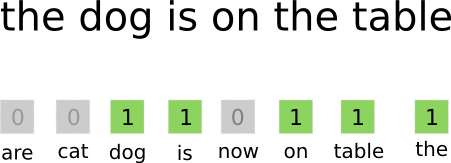 the dog is on the table
0 0 1 1 0 1 1 1
are cat dog is now on table the